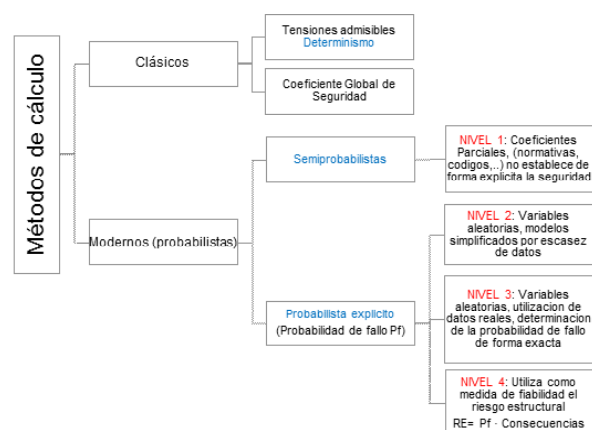 Métodos de cálculo
Clásicos
Tensiones admisibles
Determinismo
Coeficiente Global de
Seguridad
Modernos (probabilistas)
Semiprobabilistas
NIVEL 1: Coeficientes
Parciales, (normativas,
codigos,..) no establece de
forma explicita la seguridad
Probabilista explícito
(Probabilidad de fallo Pf)
NIVEL 2: Variables
aleatorias, modelos
simplificados por escasez
de datos
NIVEL 3: Variables
aleatorias, utilizacion de
datos reales, determinacion
de la probabilidad de fallo
de forma exacta
NIVEL 4: Utiliza como
medida de fiabilidad el
riesgo estructural
RE= Pf · Consecuencias